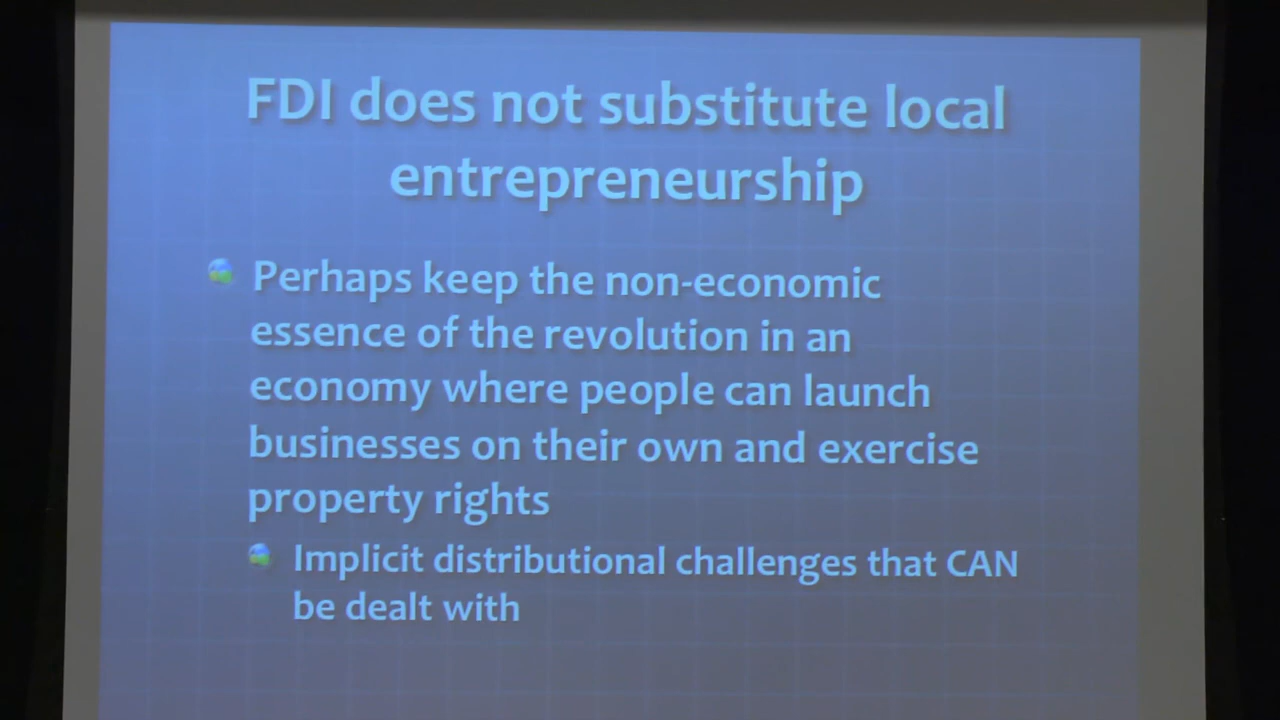 FDI does not substitute local
entrepreneurship
Perhaps keep the non-economic
essence of the revolution in an
economy where people can launch
businesses on their own and exercise
property rights
Implicit distributional challenges that CAN
be dealt with